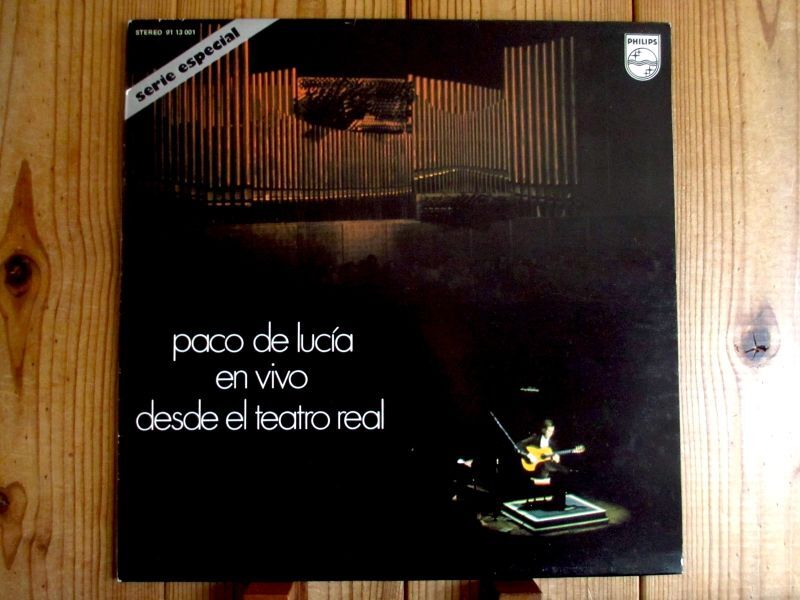 STEREO 91 13 001
serie especial
PHILIPS
paco de lucía
en vivo
desde el teatro real